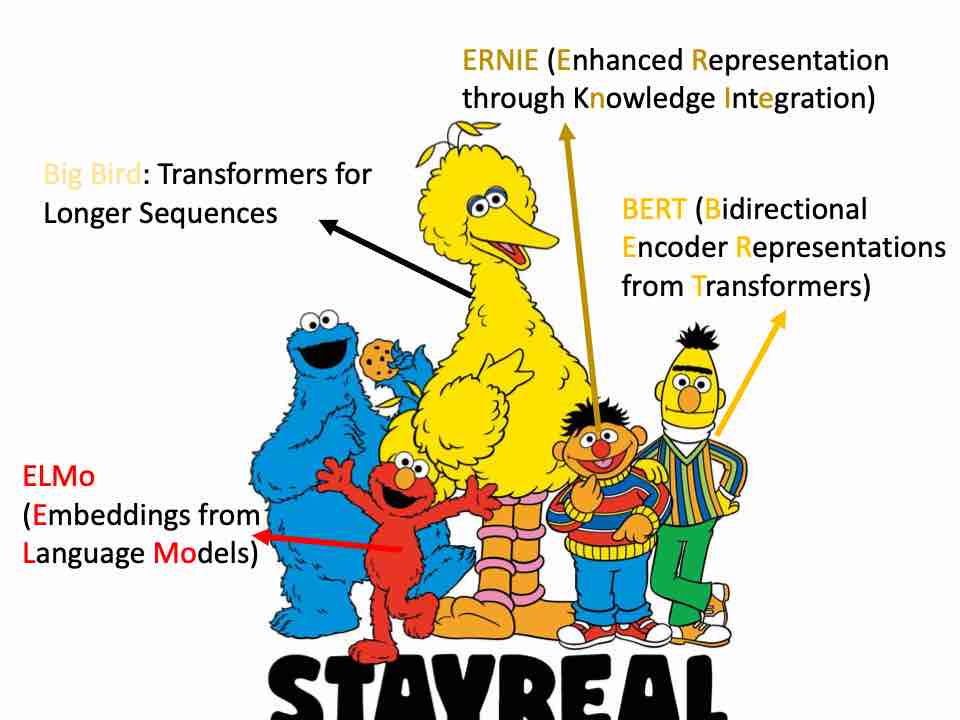 ERNIE (Enhanced Representation
through Knowledge Integration)
Big Bird: Transformers for
Longer Sequences
BERT (Bidirectional
Encoder Representations
from Transformers)
ELMo
(Embeddings from
Language Models)
STAYREAL